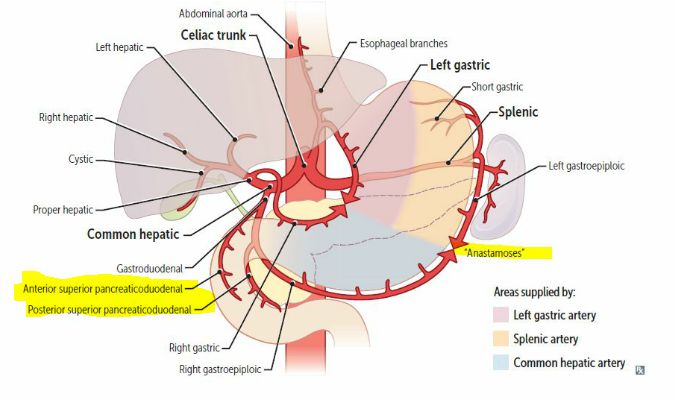 Abdominal aorta
Celiac trunk
Left hepatic
Esophageal branches
Left gastric
Short gastric
Splenic
Right hepatic
Cystic
Left gastroepiploic
Proper hepatic
Common hepatic
"Anastamoses"
Gastroduodenal
Anterior superior pancreaticoduodenal
Posterior superior pancreaticoduodenal
Right gastric
Right gastroepiploic
Areas supplied by:
Left gastric artery
Splenic artery
Common hepatic artery